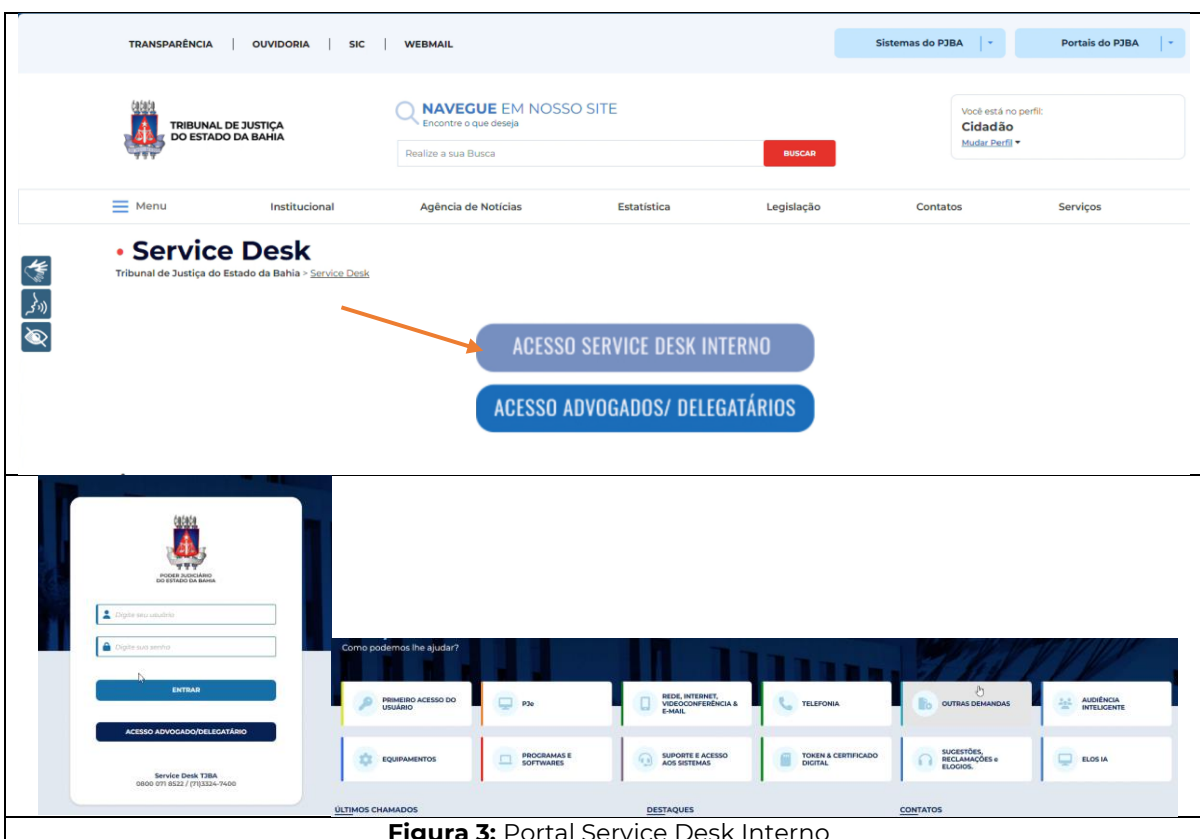 TRANSPARÊNCIA | OUVIDORIA | SIC | WEBMAIL
Sistemas do PJBA
Portais do PJBA
TRIBUNAL DE JUSTIÇA
DO ESTADO DA BAHIA
NAVEGUE EM NOSSO SITE
Encontre o que deseja
Realize a sua Busca
BUSCAR
Você está no perfil:
Cidadão
Mudar Perfil
Menu
Institucional
Agência de Notícias
Estatística
Legislação
Contatos
Serviços
• Service Desk
Tribunal de Justiça do Estado da Bahia > Service Desk
ACESSO SERVICE DESK INTERNO
ACESSO ADVOGADOS/ DELEGATÁRIOS
PODER JUDICIÁRIO
DO ESTADO DA BAHIA
Digite seu usuário
Digite sua senha
ENTRAR
ACESSO ADVOGADO/DELEGATÁRIO
Service Desk TJBA
0800 071 8522 / (71)3324-7400
Como podemos lhe ajudar?
PRIMEIRO ACESSO DO
USUÁRIO
PJe
REDE, INTERNET,
VIDEOCONFERÊNCIA &
E-MAIL
TELEFONIA
OUTRAS DEMANDAS
AUDIÊNCIA
INTELIGENTE
EQUIPAMENTOS
PROGRAMAS E
SOFTWARES
SUPORTE E ACESSO
AOS SISTEMAS
TOKEN & CERTIFICADO
DIGITAL
SUGESTÕES,
RECLAMAÇÕES e
ELOGIOS.
ELOS IA
ÚLTIMOS CHAMADOS
DESTAQUES
CONTATOS
Figura 3: Portal Service Desk Interno